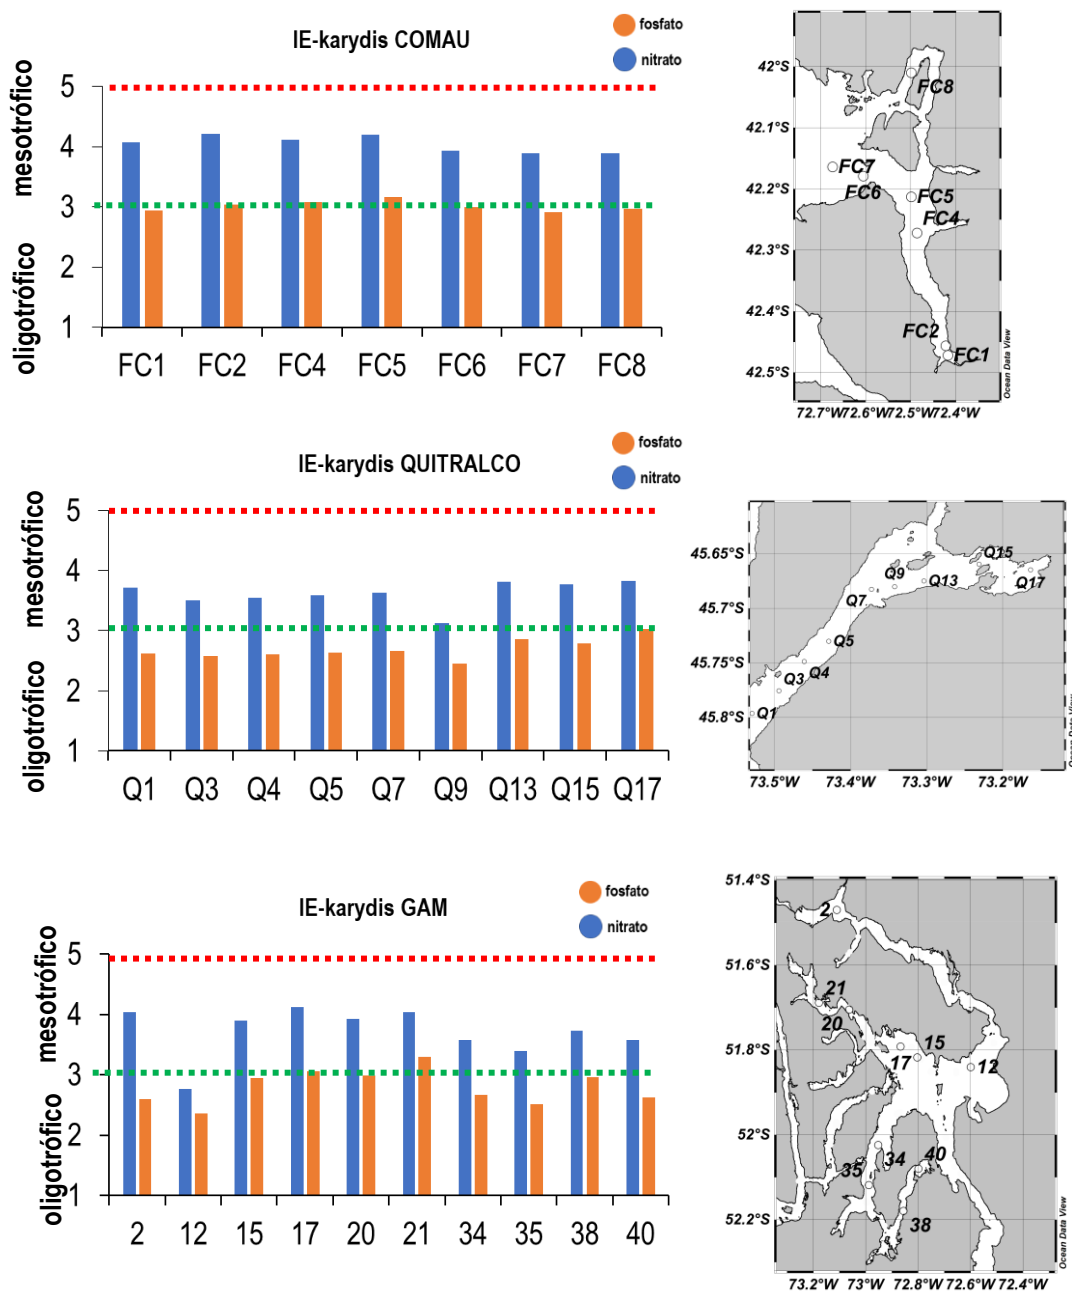 IE-karydis COMAU
fosfato
nitrato
mesotrófico
oligotrófico
5
4
3
2
1
FC1 FC2 FC4 FC5 FC6 FC7 FC8
42°S
42.1°S
42.2°S
42.3°S
42.4°S
42.5°S
FC8
FC7
FC6
FC5
FC4
FC2
FC1
72.7°W 72.6°W 72.5°W 72.4°W
Ocean Data View
IE-karydis QUITRALCO
fosfato
nitrato
mesotrófico
oligotrófico
5
4
3
2
1
Q1 Q3 Q4 Q5 Q7 Q9 Q13 Q15 Q17
45.65°S
45.7°S
45.75°S
45.8°S
Q15
Q9
Q13
Q17
Q7
Q5
Q3
Q4
Q1
73.5°W 73.4°W 73.3°W 73.2°W
Ocean Data View
IE-karydis GAM
fosfato
nitrato
mesotrófico
oligotrófico
5
4
3
2
1
2 12 15 17 20 21 34 35 38 40
51.4°S
51.6°S
51.8°S
52°S
52.2°S
2
21
20
15
17
12
40
34
35
38
73.2°W 73°W 72.8°W 72.6°W 72.4°W
Ocean Data View